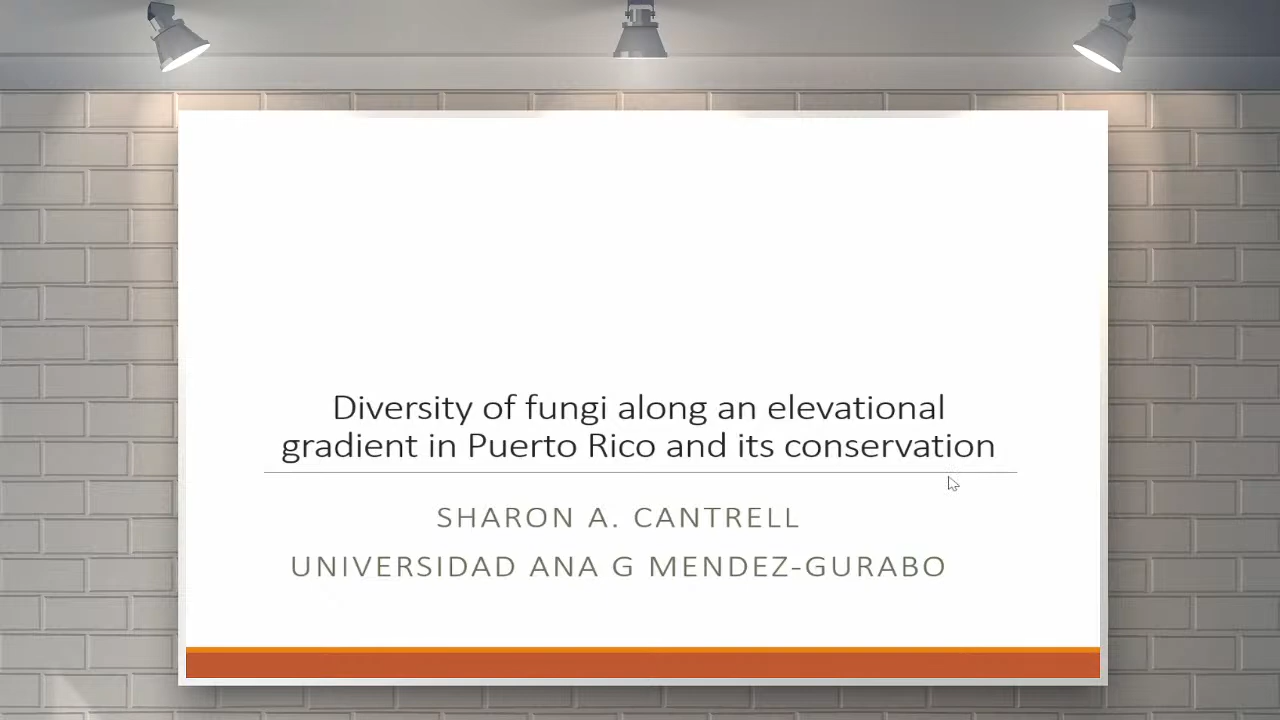 Diversity of fungi along an elevational
gradient in Puerto Rico and its conservation
SHARON A. CANTRELL
UNIVERSIDAD ANA G MENDEZ-GURABO